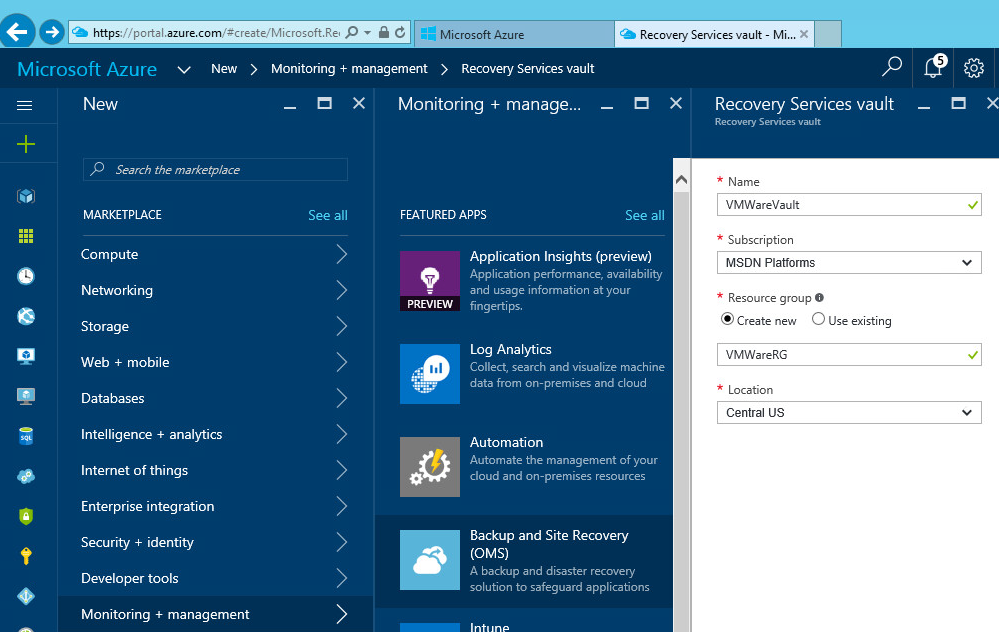 https://portal.azure.com/#create/Microsoft.Re
Microsoft Azure
Recovery Services vault - Mi...
Microsoft Azure
New
Monitoring + management
Recovery Services vault
5
New
Search the marketplace
MARKETPLACE
See all
Compute
Networking
Storage
Web + mobile
Databases
Intelligence + analytics
Internet of things
Enterprise integration
Security + identity
Developer tools
Monitoring + management
Monitoring + manage...
FEATURED APPS
See all
PREVIEW
Application Insights (preview)
Application performance, availability
and usage information at your
fingertips.
Log Analytics
Collect, search and visualize machine
data from on-premises and cloud
Automation
Automate the management of your
cloud and on-premises resources
Backup and Site Recovery
(OMS)
A backup and disaster recovery
solution to safeguard applications
Intune
Recovery Services vault
Recovery Services vault
* Name
VMWareVault
* Subscription
MSDN Platforms
* Resource group
Create new
Use existing
VMWareRG
* Location
Central US
SQL